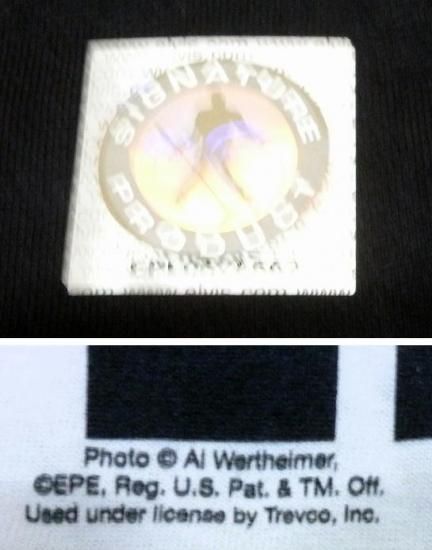 SIGNATURE
PRODUCT
Photo © Al Wertheimer,
©EPE, Reg. U.S. Pat. & TM. Off.
Used under license by Trevco, Inc.